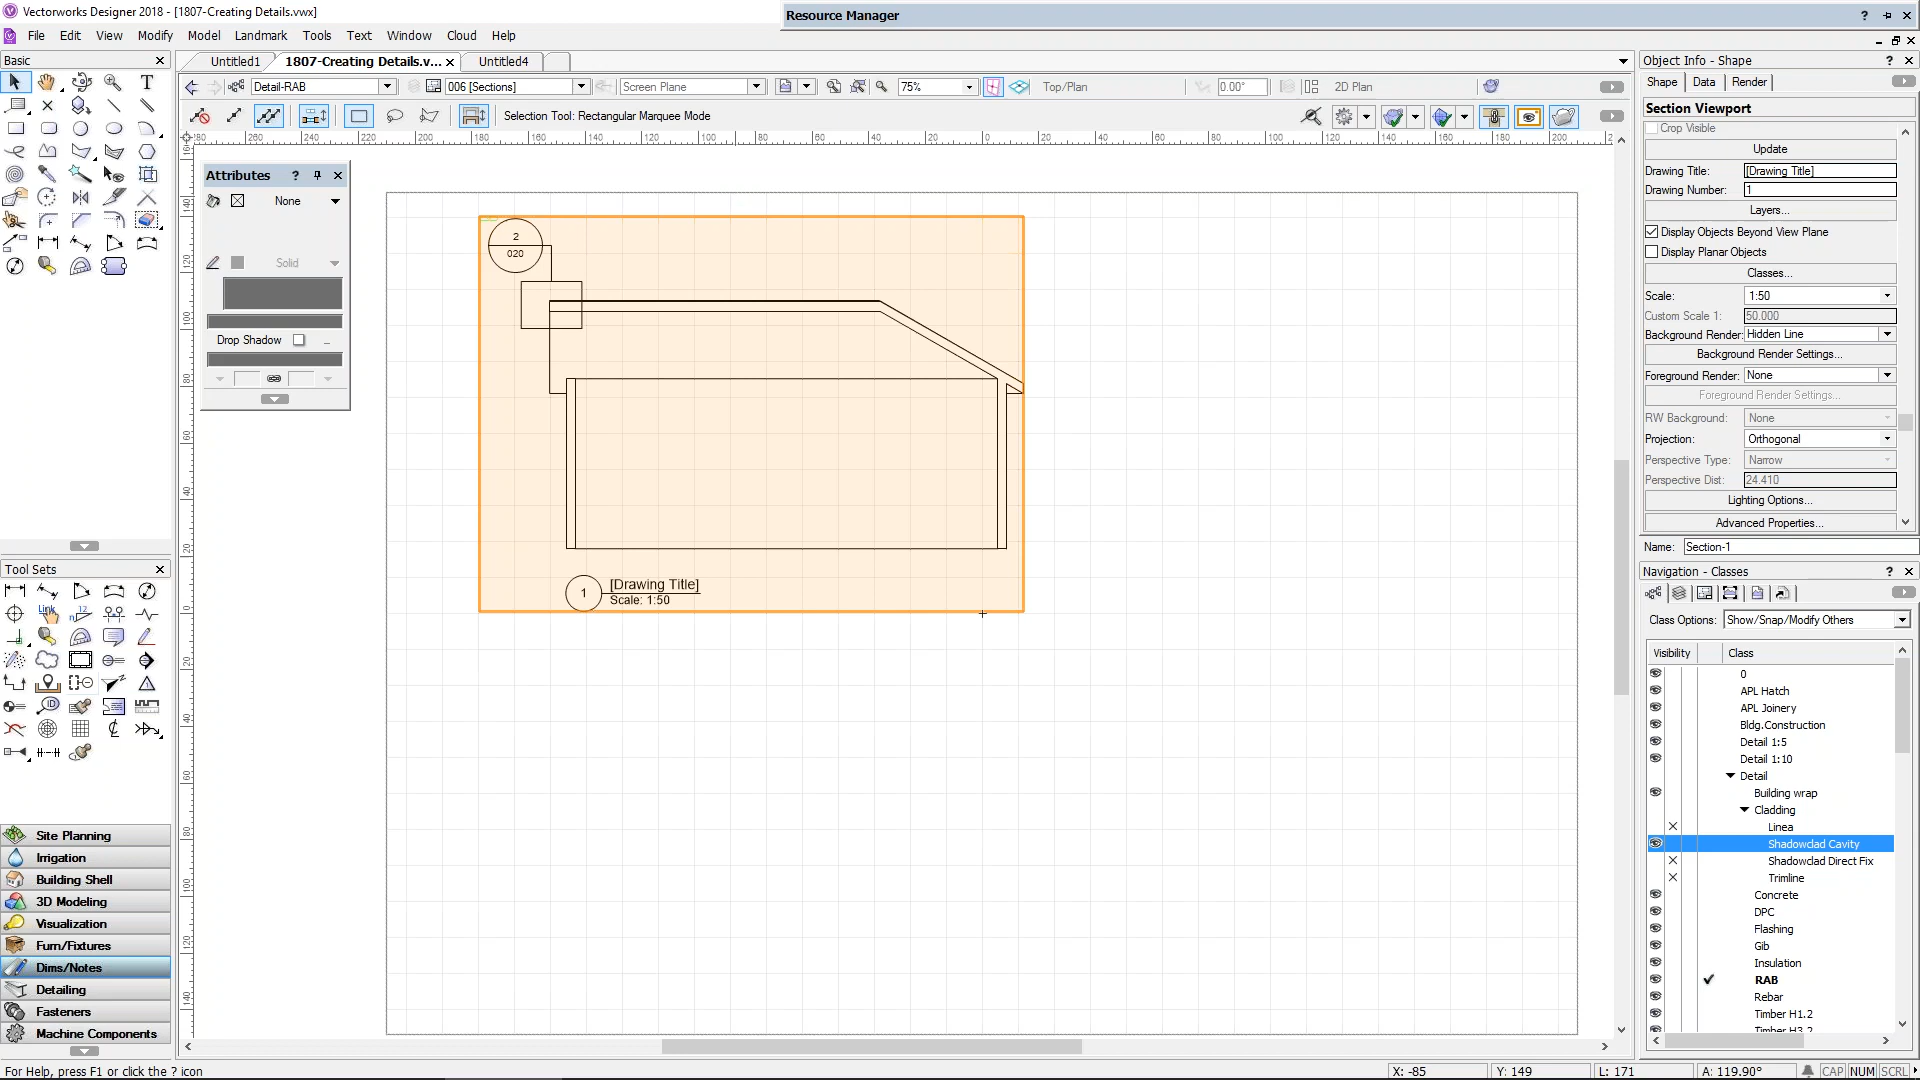 Vectorworks Designer 2018 - [1807-Creating Details.vwx]
Resource Manager
File Edit View Modify Model Landmark Tools Text Window Cloud Help
Basic
Untitled1
1807-Creating Details.v...
Untitled4
Object Info - Shape
Detail-RAB
006 [Sections]
Screen Plane
75%
Top/Plan
0.00°
2D Plan
Shape Data Render
Selection Tool: Rectangular Marquee Mode
Section Viewport
Crop Visible
Update
Drawing Title: [Drawing Title]
Drawing Number: 1
Layers...
Display Objects Beyond View Plane
Display Planar Objects
Classes...
Scale: 1:50
Custom Scale 1: 50.000
Background Render: Hidden Line
Background Render Settings...
Foreground Render: None
Foreground Render Settings...
RW Background: None
Projection: Orthogonal
Perspective Type: Narrow
Perspective Dist: 24.410
Lighting Options...
Advanced Properties...
Name: Section-1
Attributes
None
Solid
Drop Shadow
2
020
1
[Drawing Title]
Scale: 1:50
Tool Sets
Site Planning
Irrigation
Building Shell
3D Modeling
Visualization
Furn/Fixtures
Dims/Notes
Detailing
Fasteners
Machine Components
Navigation - Classes
Class Options: Show/Snap/Modify Others
Visibility Class
0
APL Hatch
APL Joinery
Bldg.Construction
Detail 1:5
Detail 1:10
Detail
Building wrap
Cladding
Linea
Shadowclad Cavity
Shadowclad Direct Fix
Trimline
Concrete
DPC
Flashing
Gib
Insulation
RAB
Rebar
Timber H1.2
Timber H3.2
For Help, press F1 or click the ? icon
X: -85
Y: 149
L: 171
A: 119.90°
CAP NUM SCRL